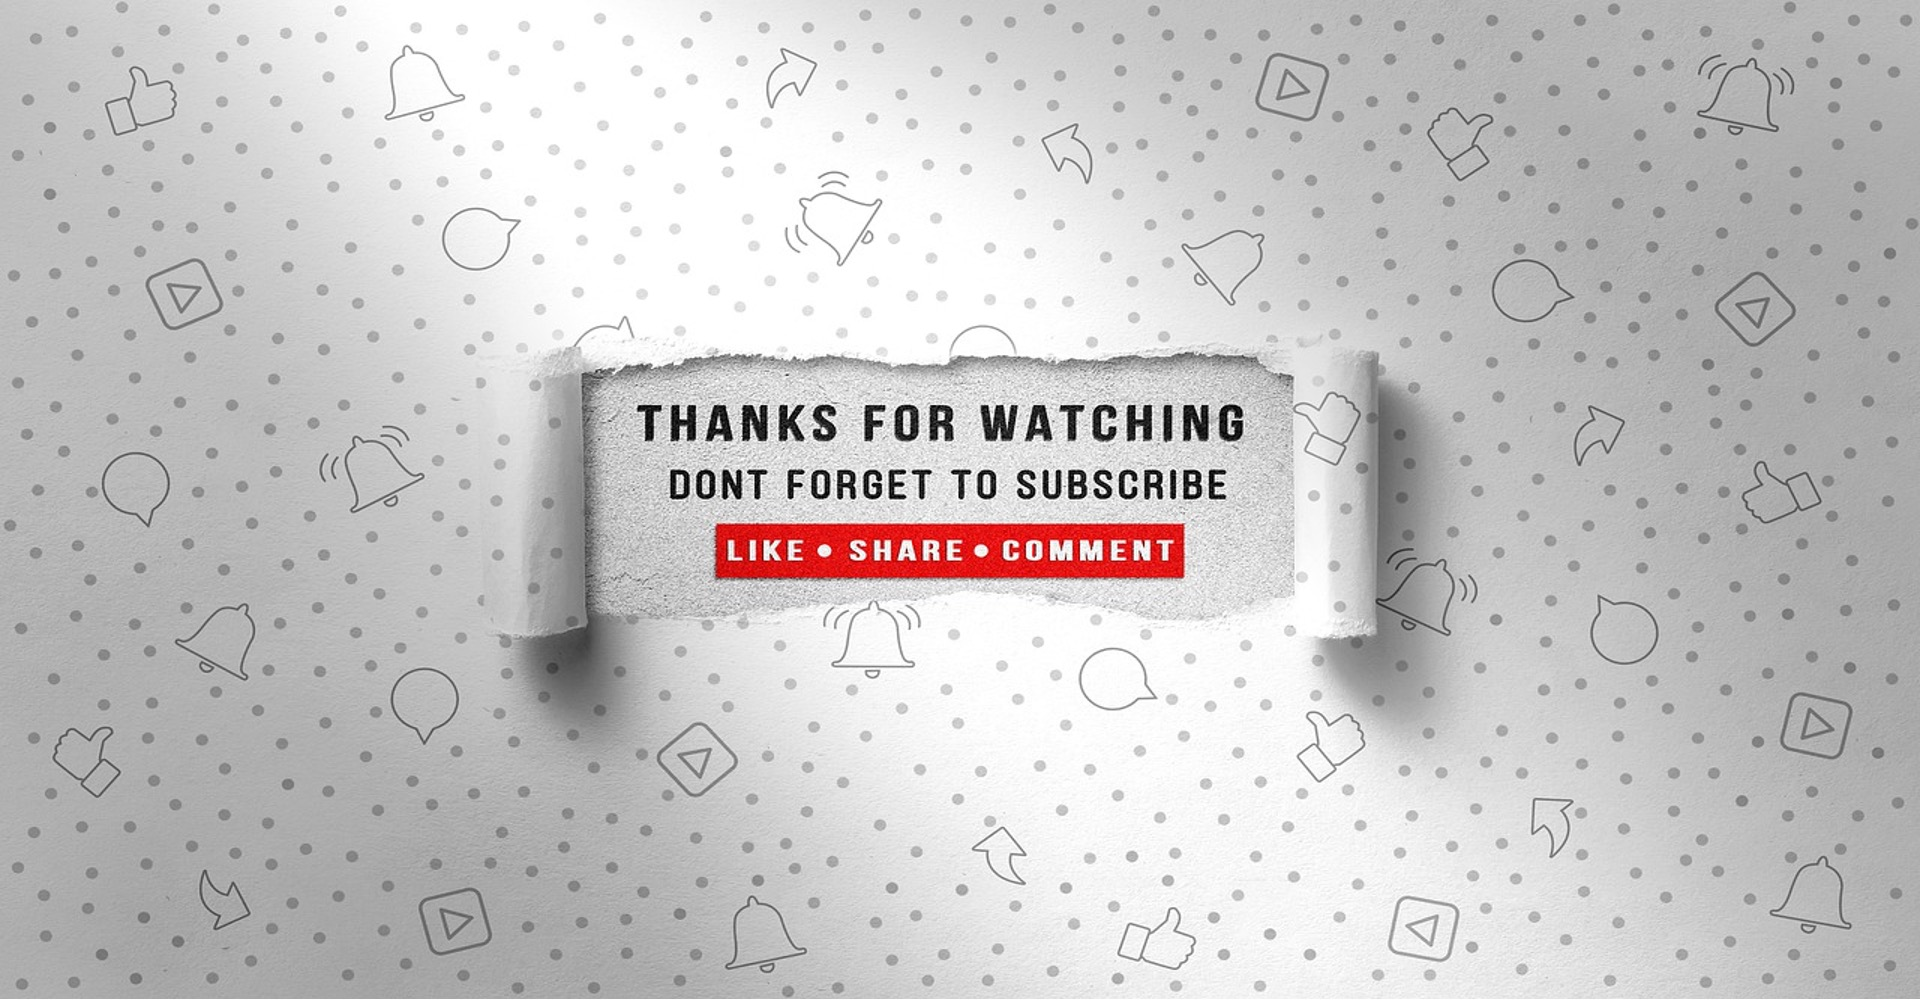 THANKS FOR WATCHING
DONT FORGET TO SUBSCRIBE
LIKE • SHARE • COMMENT